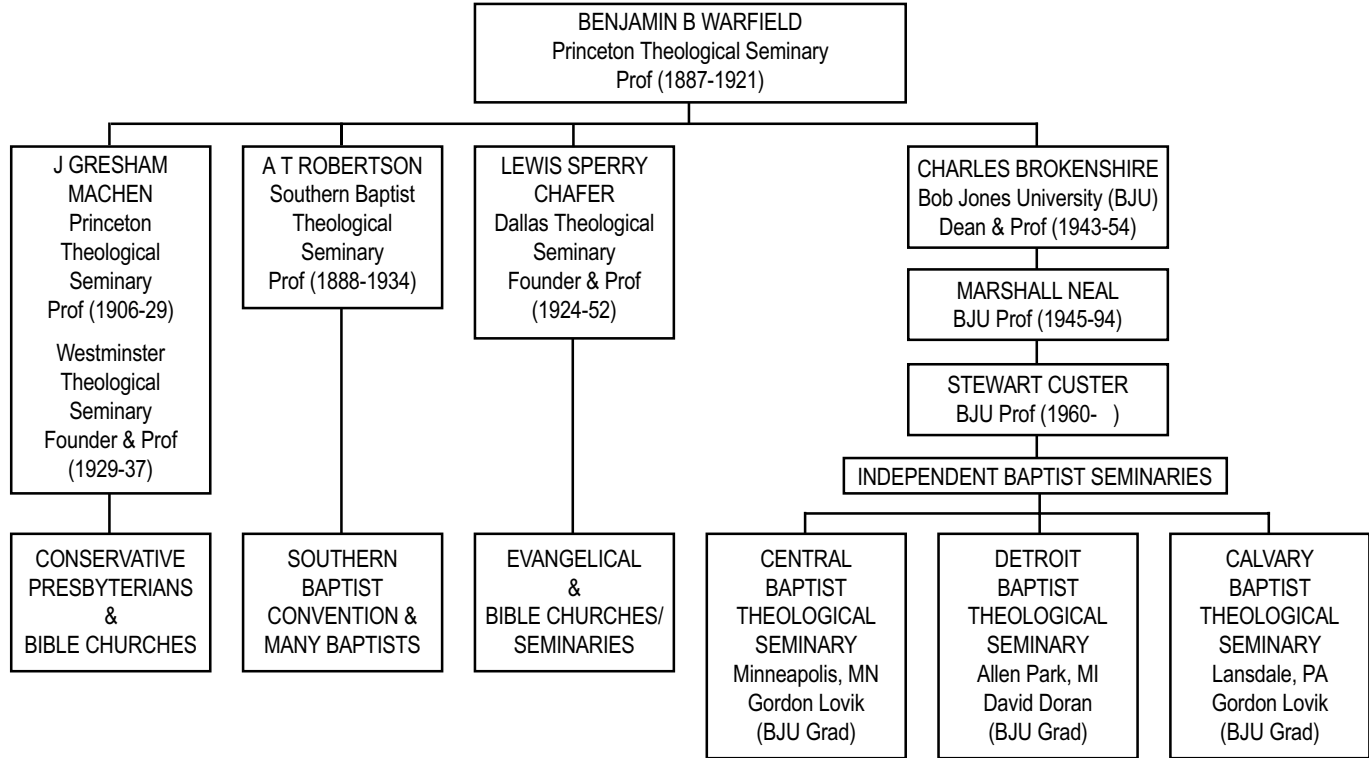 BENJAMIN B WARFIELD
Princeton Theological Seminary
Prof (1887-1921)
J GRESHAM
MACHEN
Princeton
Theological
Seminary
Prof (1906-29)
Westminster
Theological
Seminary
Founder & Prof
(1929-37)
A T ROBERTSON
Southern Baptist
Theological
Seminary
Prof (1888-1934)
LEWIS SPERRY
CHAFER
Dallas Theological
Seminary
Founder & Prof
(1924-52)
CHARLES BROKENSHIRE
Bob Jones University (BJU)
Dean & Prof (1943-54)
MARSHALL NEAL
BJU Prof (1945-94)
STEWART CUSTER
BJU Prof (1960-   )
INDEPENDENT BAPTIST SEMINARIES
CONSERVATIVE
PRESBYTERIANS
&
BIBLE CHURCHES
SOUTHERN
BAPTIST
CONVENTION &
MANY BAPTISTS
EVANGELICAL
&
BIBLE CHURCHES/
SEMINARIES
CENTRAL
BAPTIST
THEOLOGICAL
SEMINARY
Minneapolis, MN
Gordon Lovik
(BJU Grad)
DETROIT
BAPTIST
THEOLOGICAL
SEMINARY
Allen Park, MI
David Doran
(BJU Grad)
CALVARY
BAPTIST
THEOLOGICAL
SEMINARY
Lansdale, PA
Gordon Lovik
(BJU Grad)